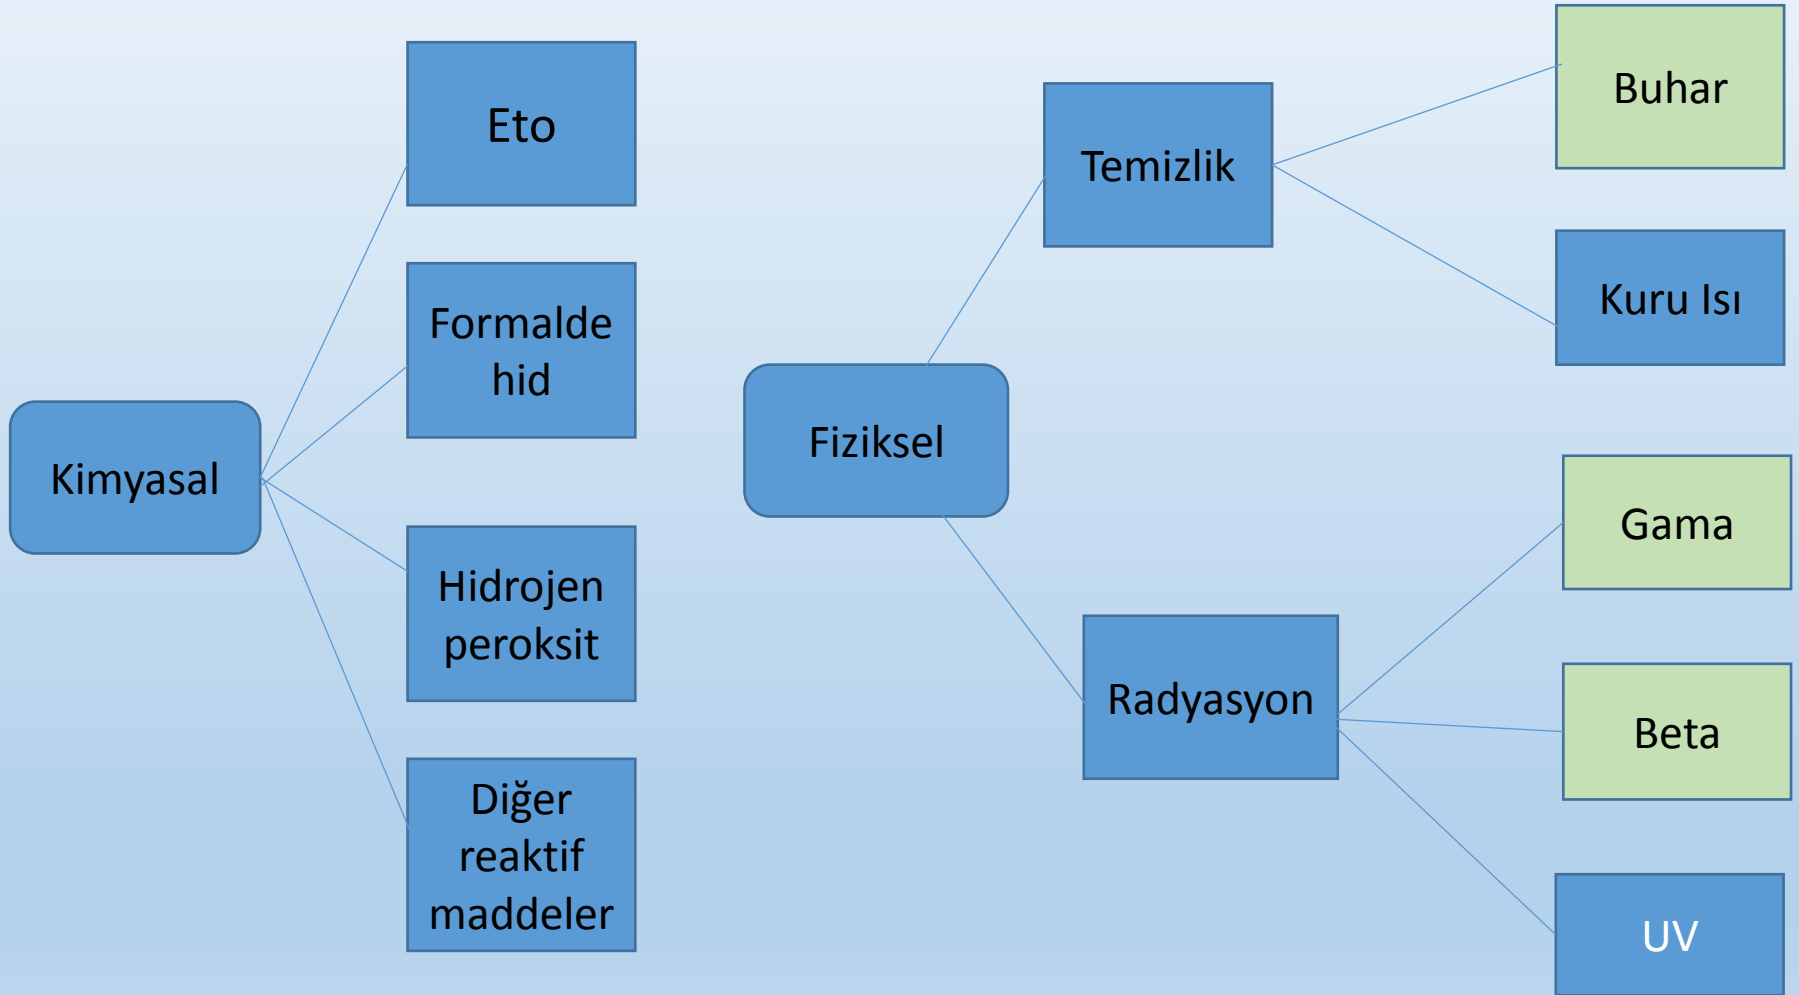 Kimyasal
Eto
Formalde
hid
Hidrojen
peroksit
Diğer
reaktif
maddeler
Fiziksel
Temizlik
Buhar
Kuru Isı
Radyasyon
Gama
Beta
UV